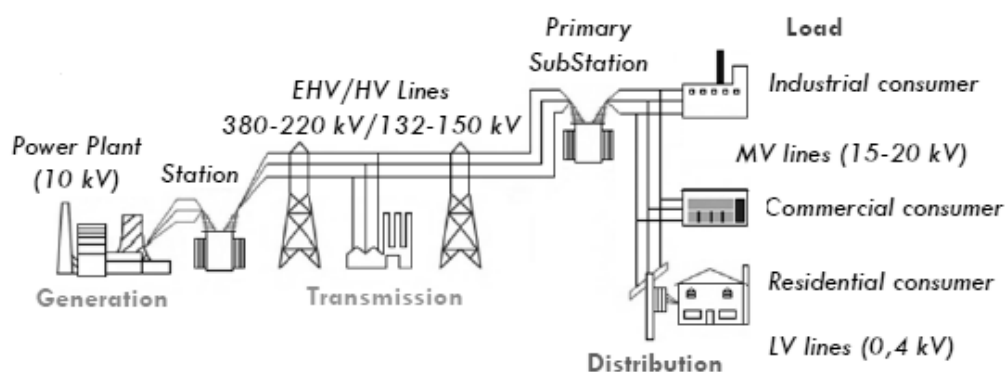 Primary
SubStation
Load
EHV/HV Lines
380-220 kV/132-150 kV
Industrial consumer
Power Plant
(10 kV)
Station
MV lines (15-20 kV)
Commercial consumer
Generation
Transmission
Residential consumer
Distribution
LV lines (0,4 kV)